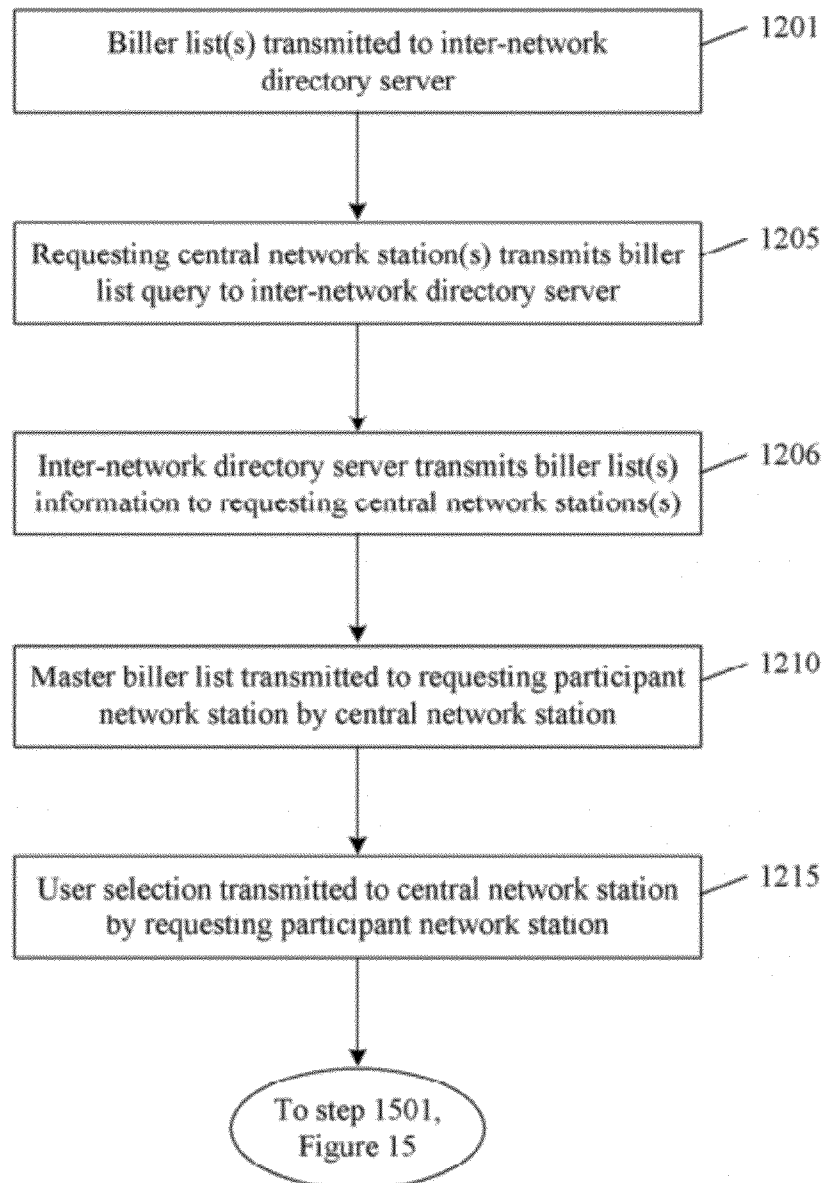 Biller list(s) transmitted to inter-network
directory server
1201
Requesting central network station(s) transmits biller
list query to inter-network directory server
1205
Inter-network directory server transmits biller list(s)
information to requesting central network stations(s)
1206
Master biller list transmitted to requesting participant
network station by central network station
1210
User selection transmitted to central network station
by requesting participant network station
1215
To step 1501,
Figure 15